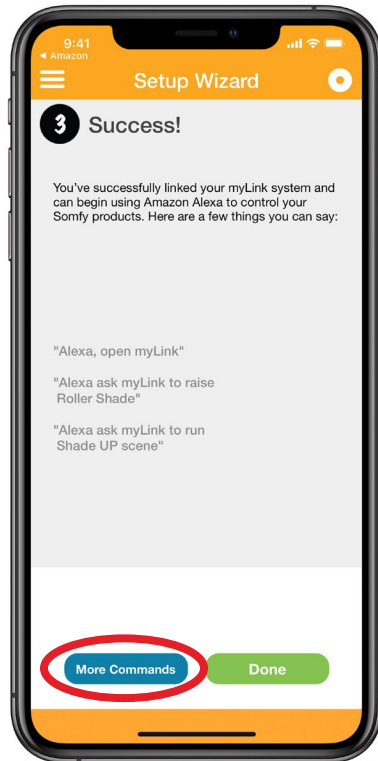 9:41
◀ Amazon
Setup Wizard
3 Success!
You've successfully linked your myLink system and
can begin using Amazon Alexa to control your
Somfy products. Here are a few things you can say:
"Alexa, open myLink"
"Alexa ask myLink to raise
Roller Shade"
"Alexa ask myLink to run
Shade UP scene"
More Commands
Done